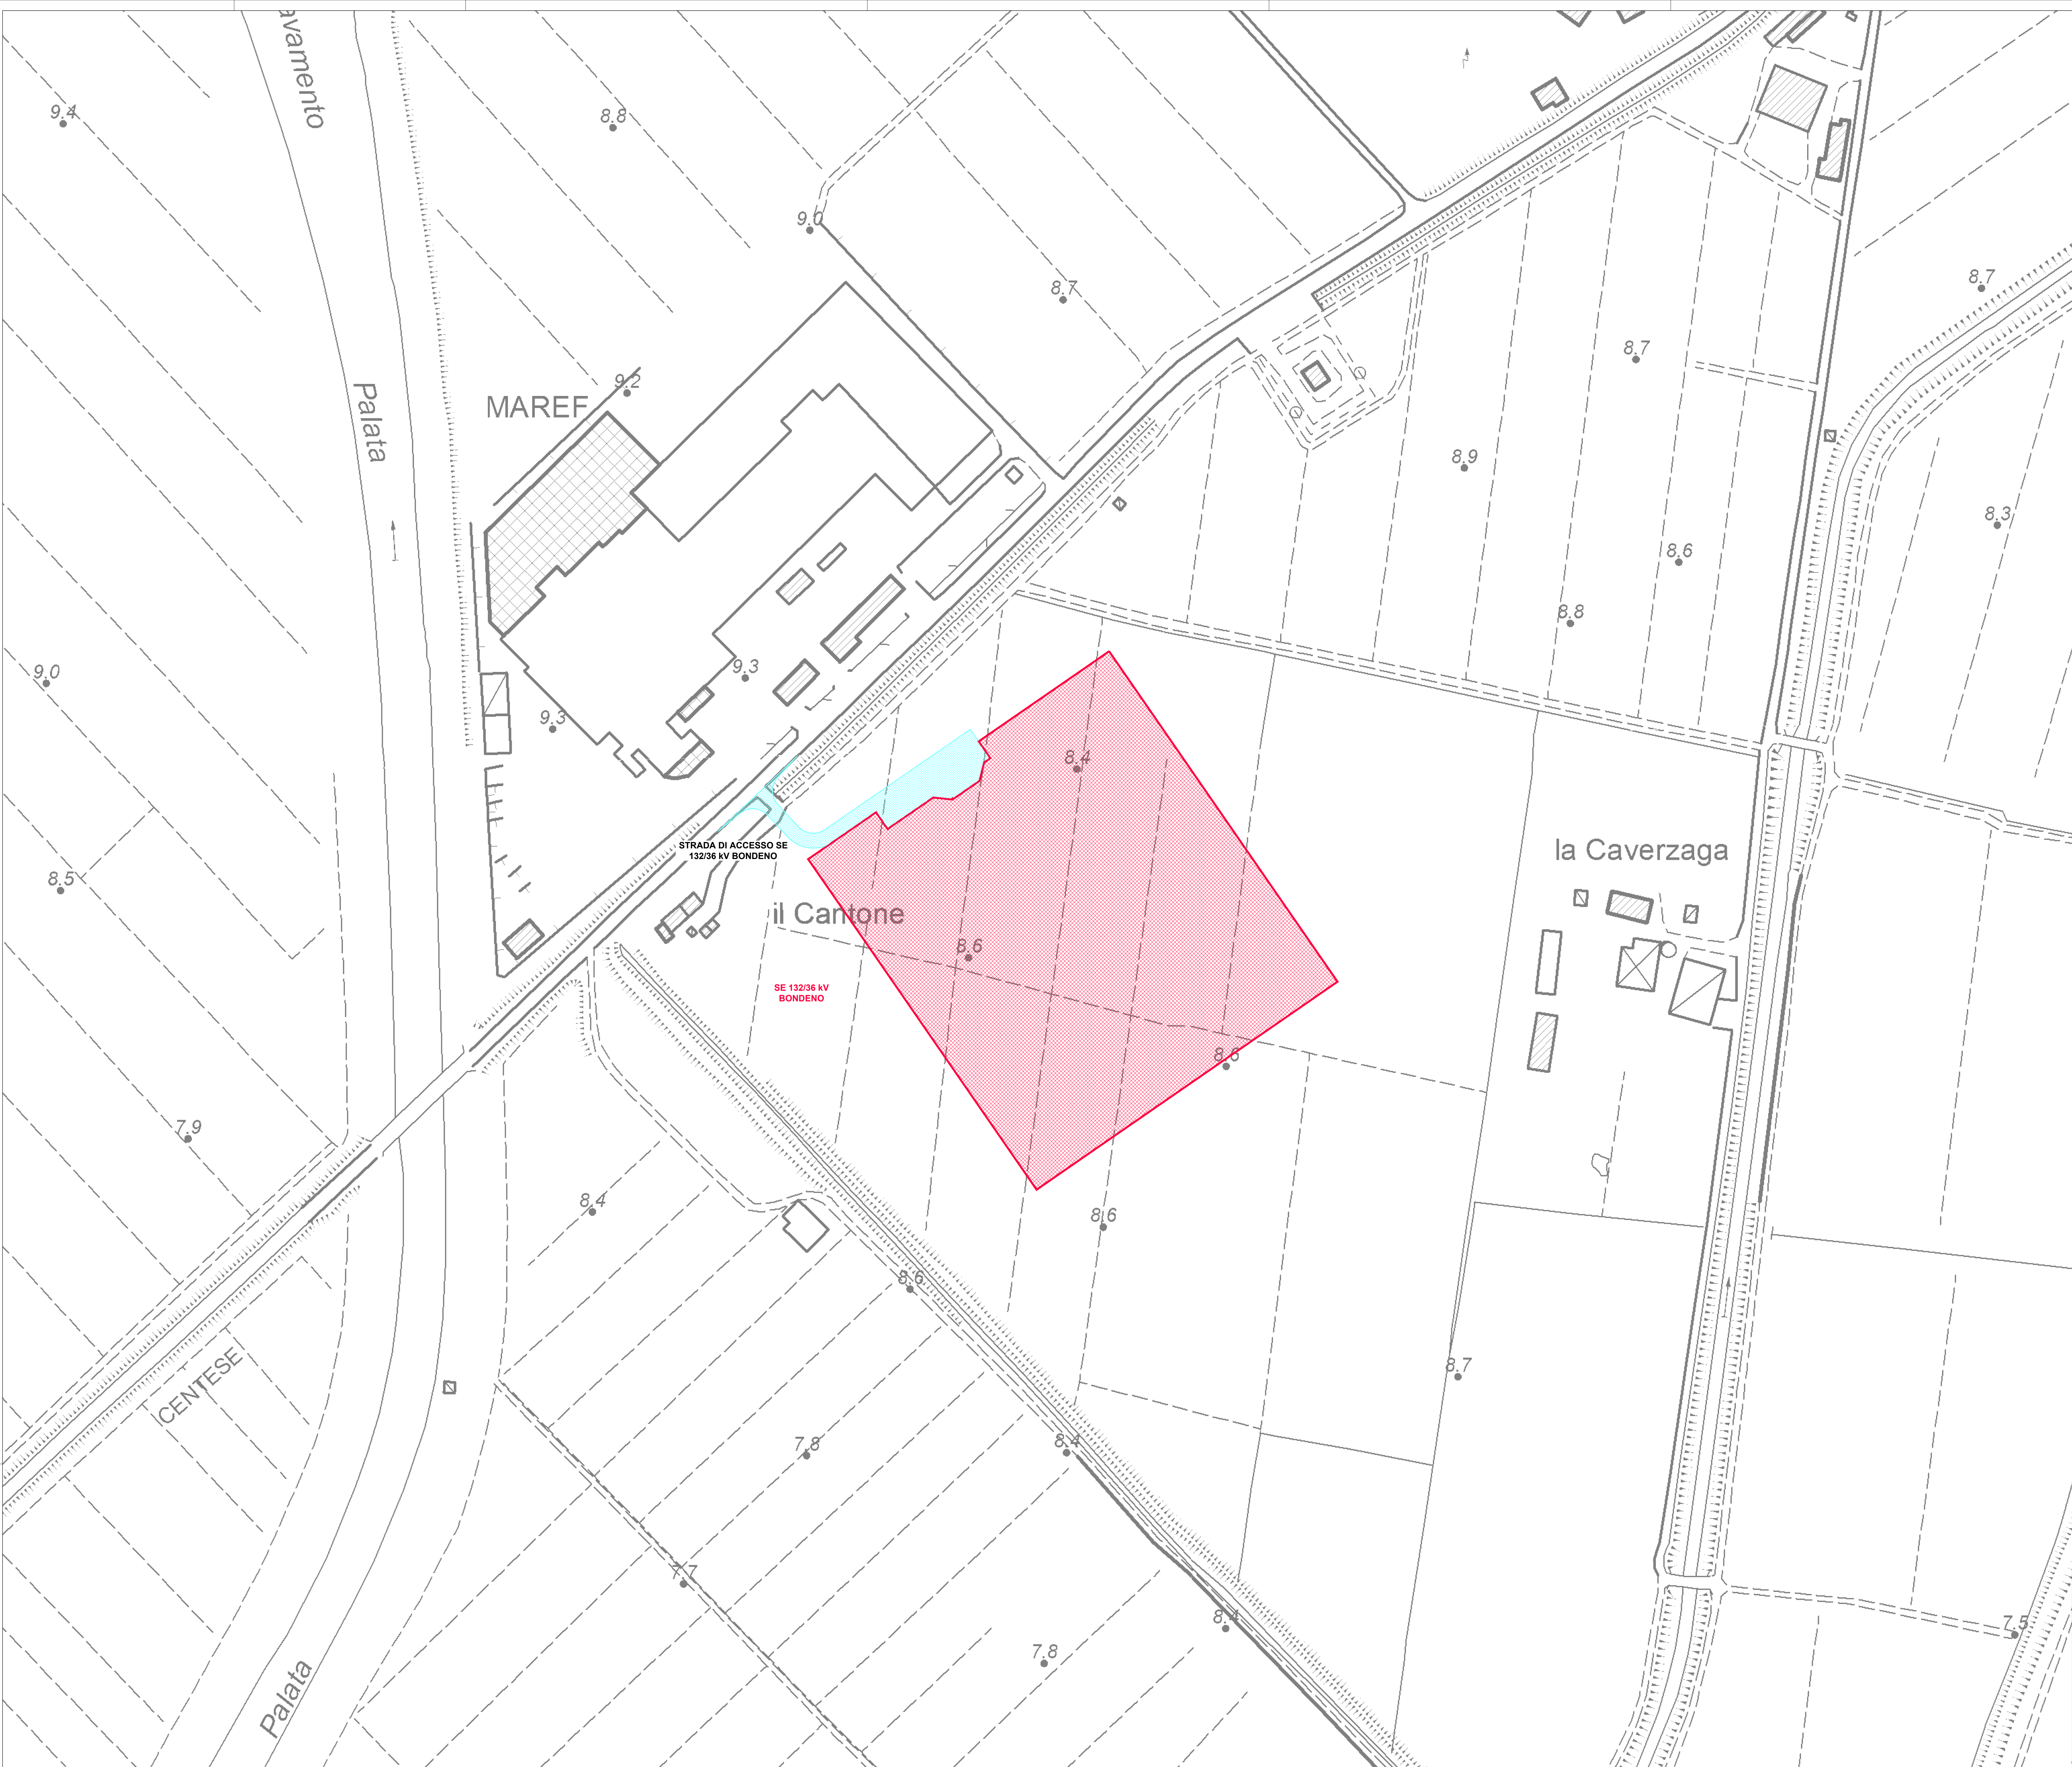 avamento
9.4
8.8
9.0
8.7
8.7
8.7
9.2
MAREF
Palata
8.9
8.3
8.6
8.8
9.0
9.3
9.3
8.4
STRADA DI ACCESSO SE
132/36 kV BONDENO
la Caverzaga
8.5
il Cantone
8.6
SE 132/36 kV
BONDENO
8.6
7.9
8.4
8.6
8.6
8.7
CENTESE
7.8
8.4
7.7
8.4
7.5
7.8
Palata